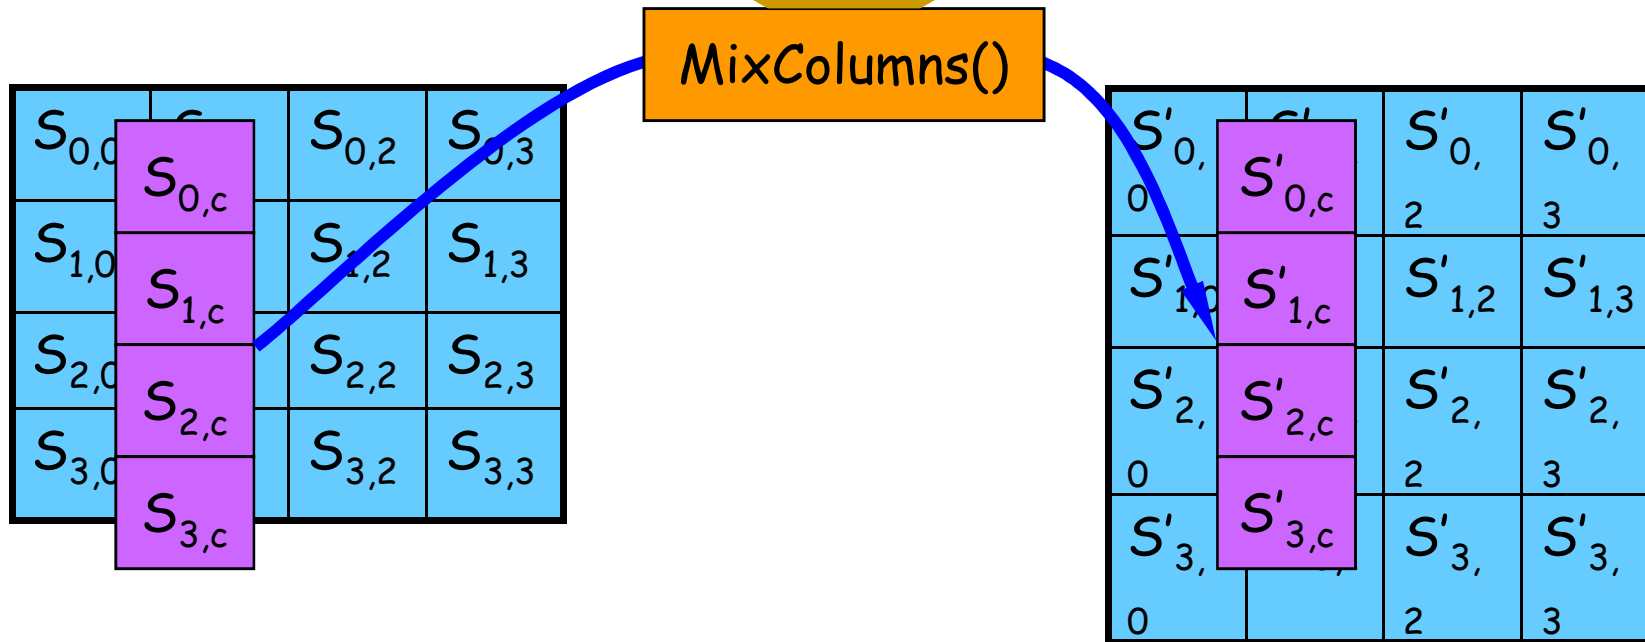 MixColumns()
S0,0 S0,2 S0,3
S1,0 S1,2 S1,3
S2,0 S2,2 S2,3
S3,0 S3,2 S3,3
S0,c
S1,c
S2,c
S3,c
S'0,0 S'0,2 S'0,3
S'1,0 S'1,2 S'1,3
S'2,0 S'2,2 S'2,3
S'3,0 S'3,2 S'3,3
S'0,c
S'1,c
S'2,c
S'3,c